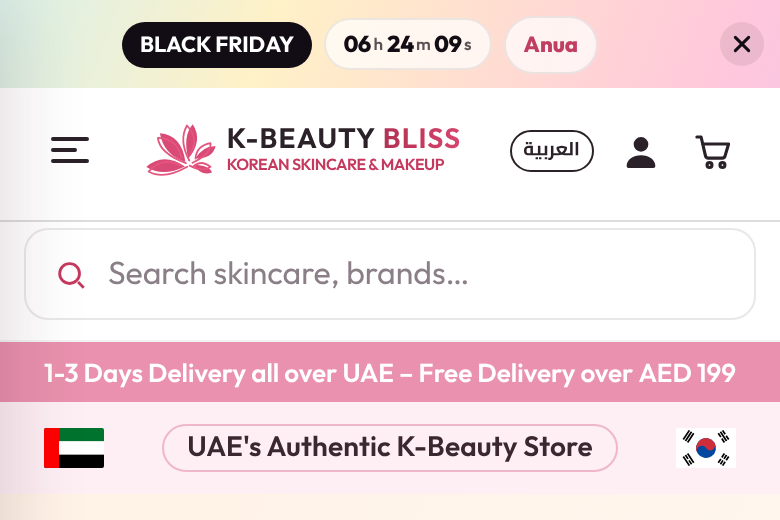 BLACK FRIDAY 06h 24m 09s Anua
K-BEAUTY BLISS
KOREAN SKINCARE & MAKEUP
العربية
Search skincare, brands...
1-3 Days Delivery all over UAE – Free Delivery over AED 199
UAE's Authentic K-Beauty Store